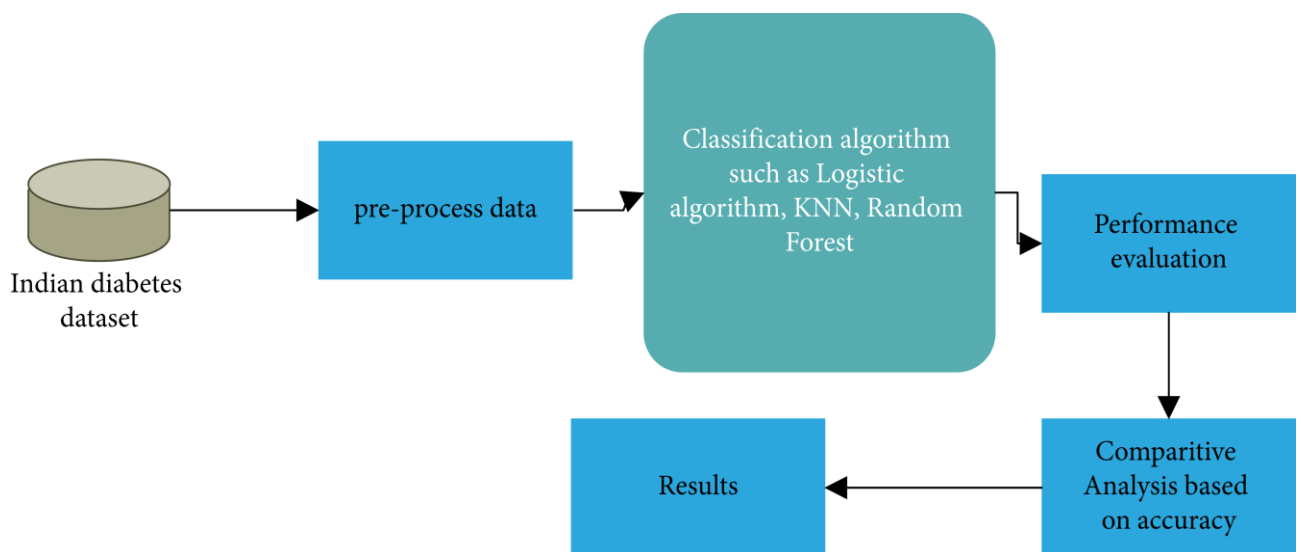 Indian diabetes
dataset
pre-process data
Classification algorithm
such as Logistic
algorithm, KNN, Random
Forest
Performance
evaluation
Comparitive
Analysis based
on accuracy
Results